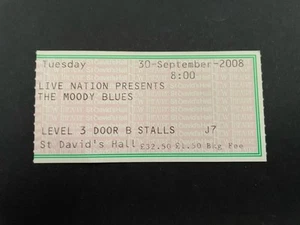 Tuesday 30-September-2008
8:00
LIVE NATION PRESENTS
THE MOODY BLUES
LEVEL 3 DOOR B STALLS J7
St David's Hall £32.50 £1.50 Bkg Fee